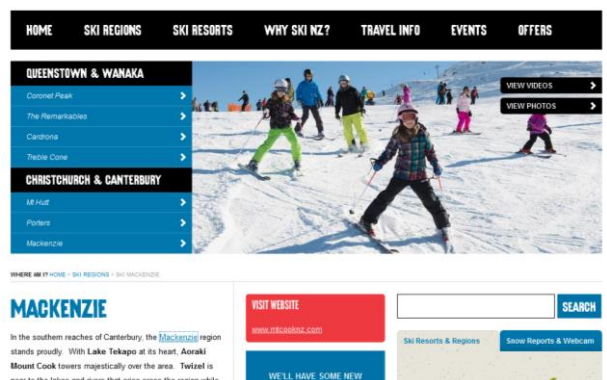 HOME SKI REGIONS SKI RESORTS WHY SKI NZ? TRAVEL INFO EVENTS OFFERS
QUEENSTOWN & WANAKA
Coronet Peak
The Remarkables
Cardrona
Treble Cone
CHRISTCHURCH & CANTERBURY
Mt Hutt
Porters
Mackenzie
VIEW VIDEOS
VIEW PHOTOS
WHERE AM I? HOME > SKI REGIONS > SKI MACKENZIE
MACKENZIE
In the southern reaches of Canterbury, the Mackenzie region
stands proudly. With Lake Tekapo at its heart, Aoraki
Mount Cook towers majestically over the area. Twizel is
VISIT WEBSITE
www.mtcooknz.com
WE'LL HAVE SOME NEW
SEARCH
Ski Resorts & Regions
Snow Reports & Webcam